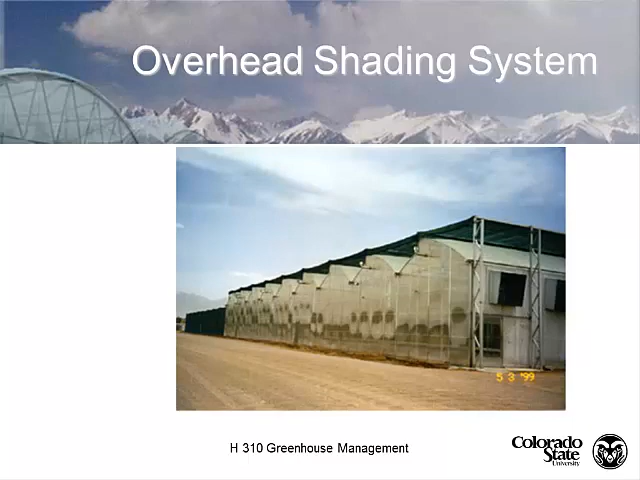 Overhead Shading System
5 3 '99
H 310 Greenhouse Management
Colorado
State
University